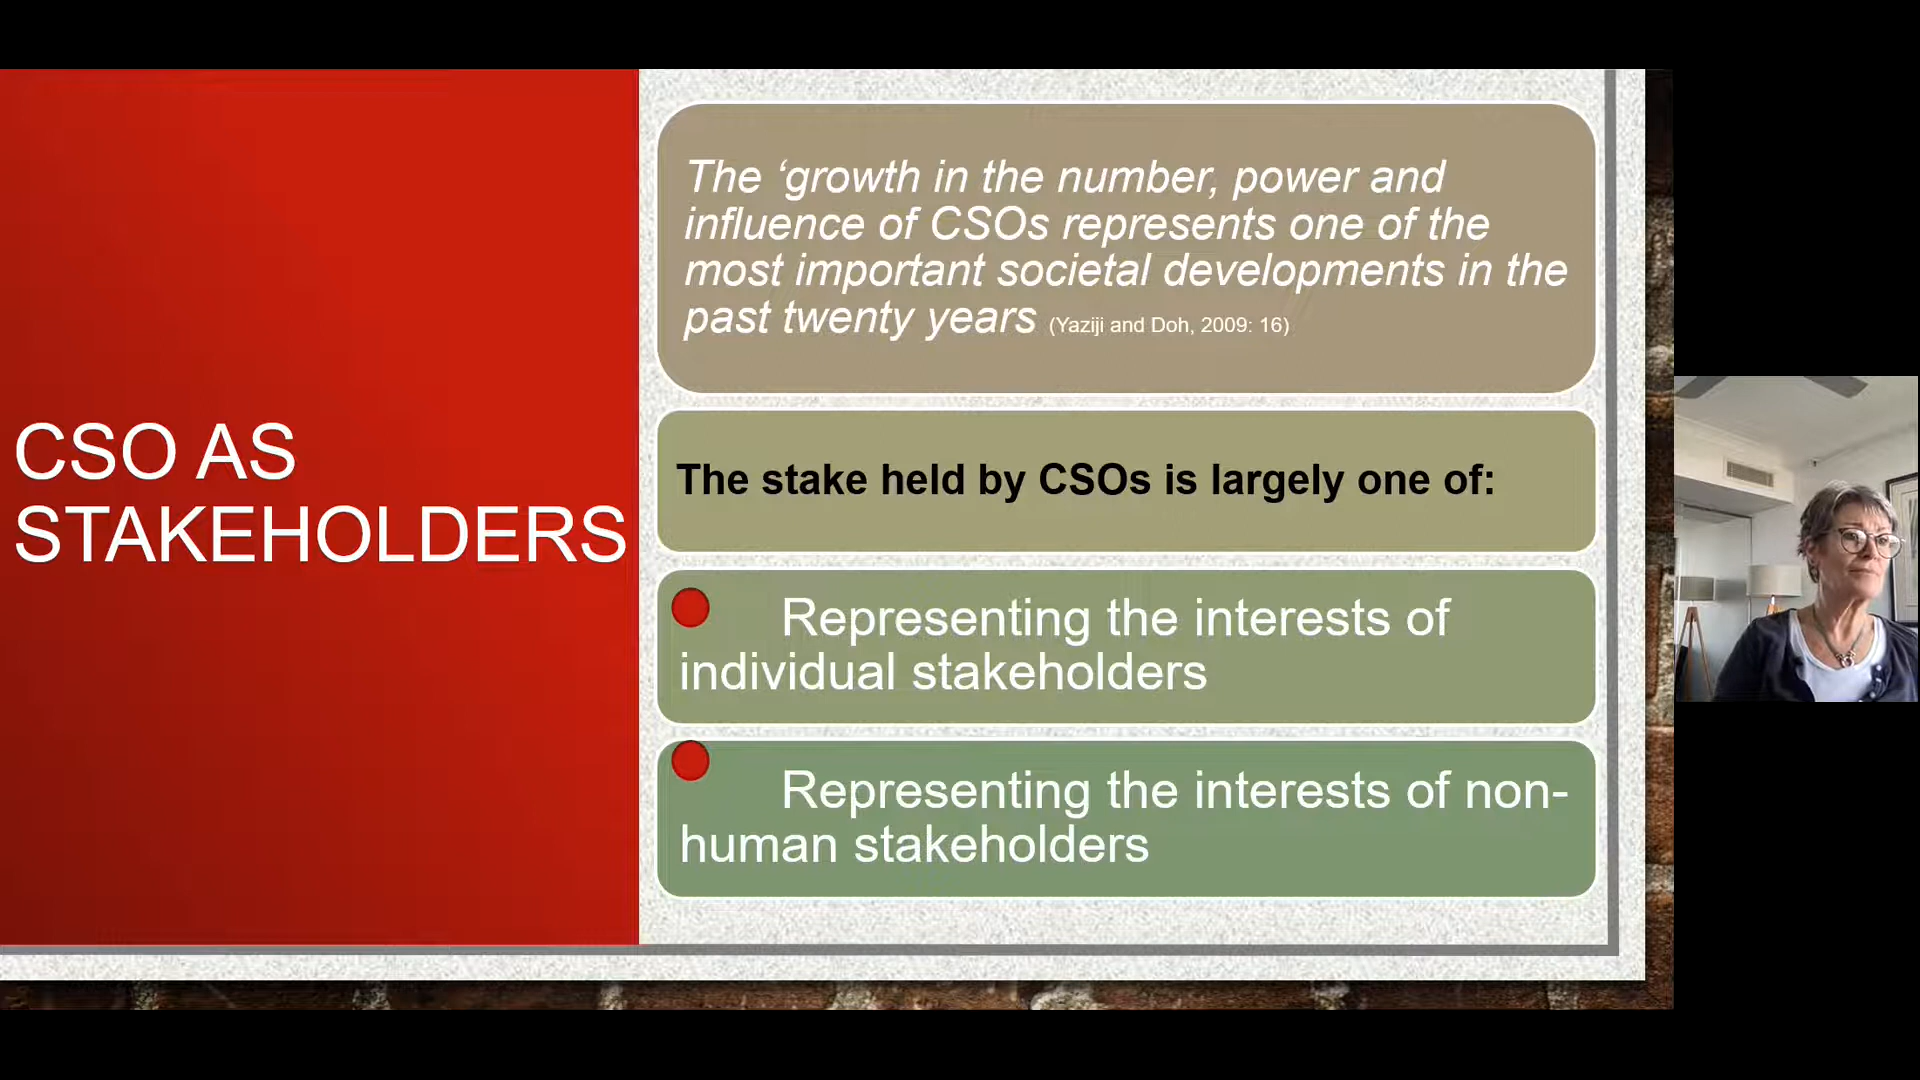 CSO AS
STAKEHOLDERS
The ‘growth in the number, power and
influence of CSOs represents one of the
most important societal developments in the
past twenty years (Yaziji and Doh, 2009: 16)
The stake held by CSOs is largely one of:
Representing the interests of
individual stakeholders
Representing the interests of non-
human stakeholders